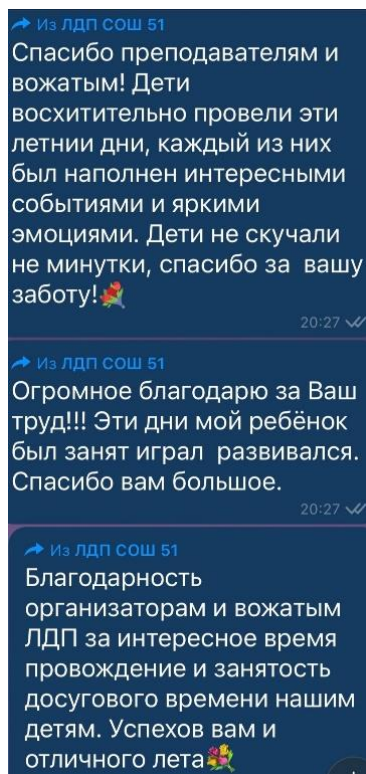 Из ЛДП СОШ 51
Спасибо преподавателям и
вожатым! Дети
восхитительно провели эти
летнии дни, каждый из них
был наполнен интересными
событиями и яркими
эмоциями. Дети не скучали
не минутки, спасибо за вашу
заботу!💐
20:27
Из ЛДП СОШ 51
Огромное благодарю за Ваш
труд!!! Эти дни мой ребёнок
был занят играл развивался.
Спасибо вам большое.
20:27
Из ЛДП СОШ 51
Благодарность
организаторам и вожатым
ЛДП за интересное время
провождение и занятость
досугового времени нашим
детям. Успехов вам и
отличного лета💐